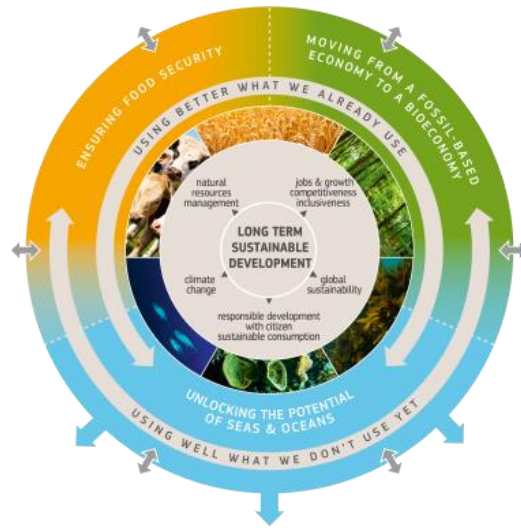 ENSURING FOOD SECURITY
MOVING FROM A FOSSIL-BASED
ECONOMY TO A BIOECONOMY
USING BETTER WHAT WE ALREADY USE
natural
resources
management
jobs & growth
competitiveness
inclusiveness
LONG TERM
SUSTAINABLE
DEVELOPMENT
climate
change
global
sustainability
responsible development
with citizen
sustainable consumption
UNLOCKING THE POTENTIAL
OF SEAS & OCEANS
USING WELL WHAT WE DON'T USE YET